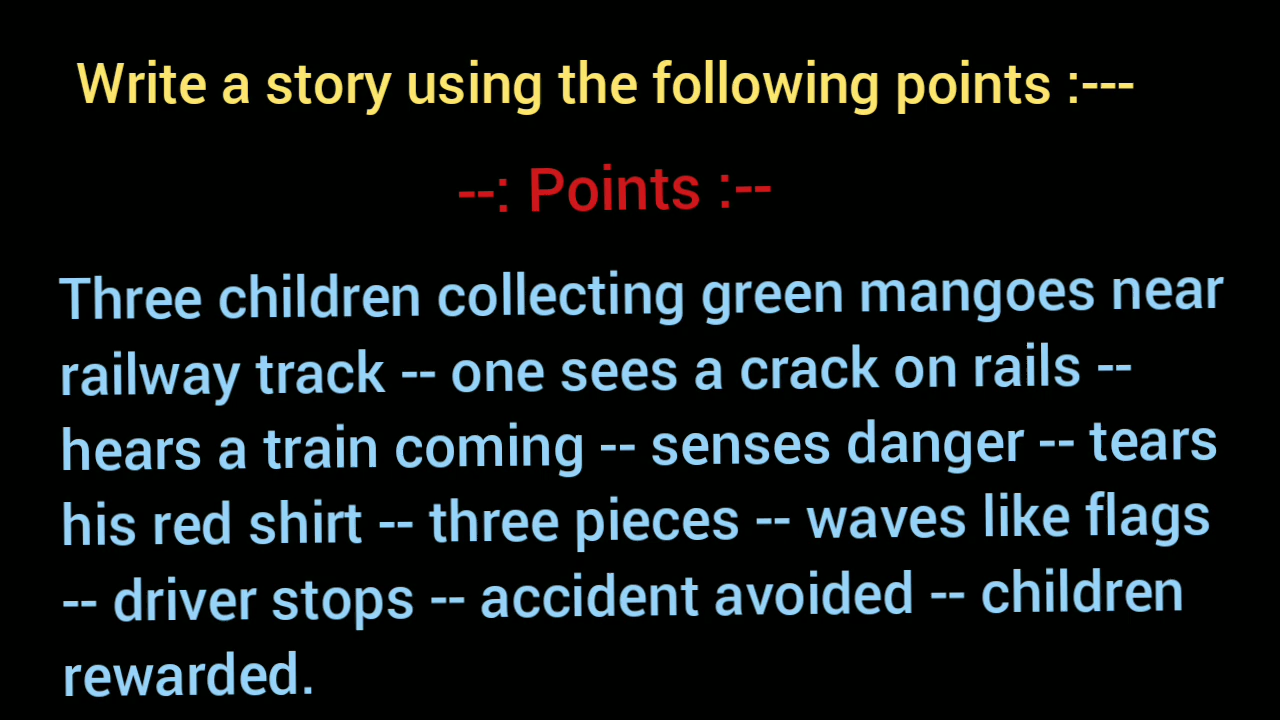 Write a story using the following points :---
--: Points :--
Three children collecting green mangoes near
railway track -- one sees a crack on rails --
hears a train coming -- senses danger -- tears
his red shirt -- three pieces -- waves like flags
-- driver stops -- accident avoided -- children
rewarded.